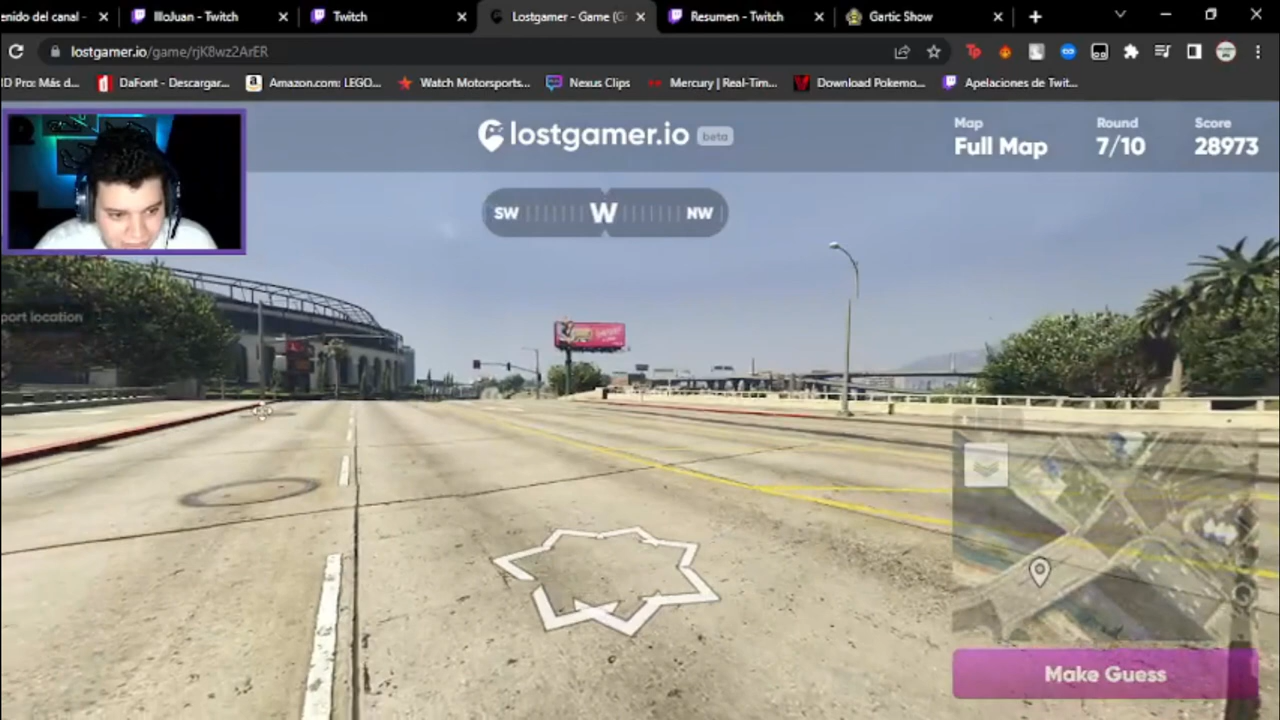 enido del canal
IlloJuan - Twitch
Twitch
Lostgamer - Game (G
Resumen - Twitch
Gartic Show
lostgamer.io/game/rjK8wz2ArER
D Pro: Más d...
DaFont - Descargar...
Amazon.com: LEGO...
Watch Motorsports...
Nexus Clips
Mercury | Real-Tim...
Download Pokemo...
Apelaciones de Twit...
lostgamer.io beta
Map
Full Map
Round
7/10
Score
28973
SW W NW
port location
Make Guess